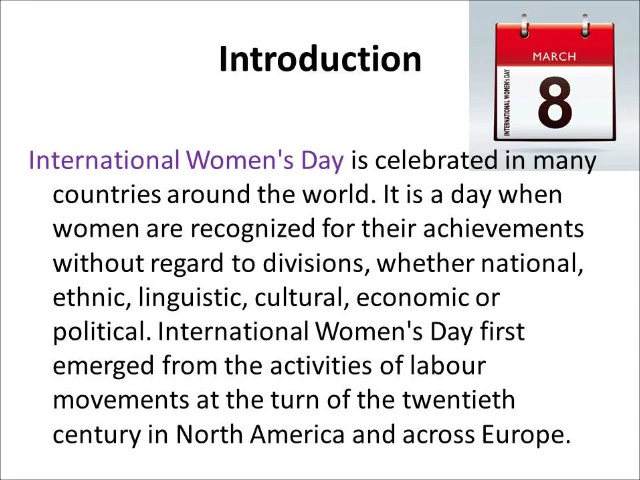 Introduction
MARCH
8
INTERNATIONAL WOMEN'S DAY
International Women's Day is celebrated in many
countries around the world. It is a day when
women are recognized for their achievements
without regard to divisions, whether national,
ethnic, linguistic, cultural, economic or
political. International Women's Day first
emerged from the activities of labour
movements at the turn of the twentieth
century in North America and across Europe.